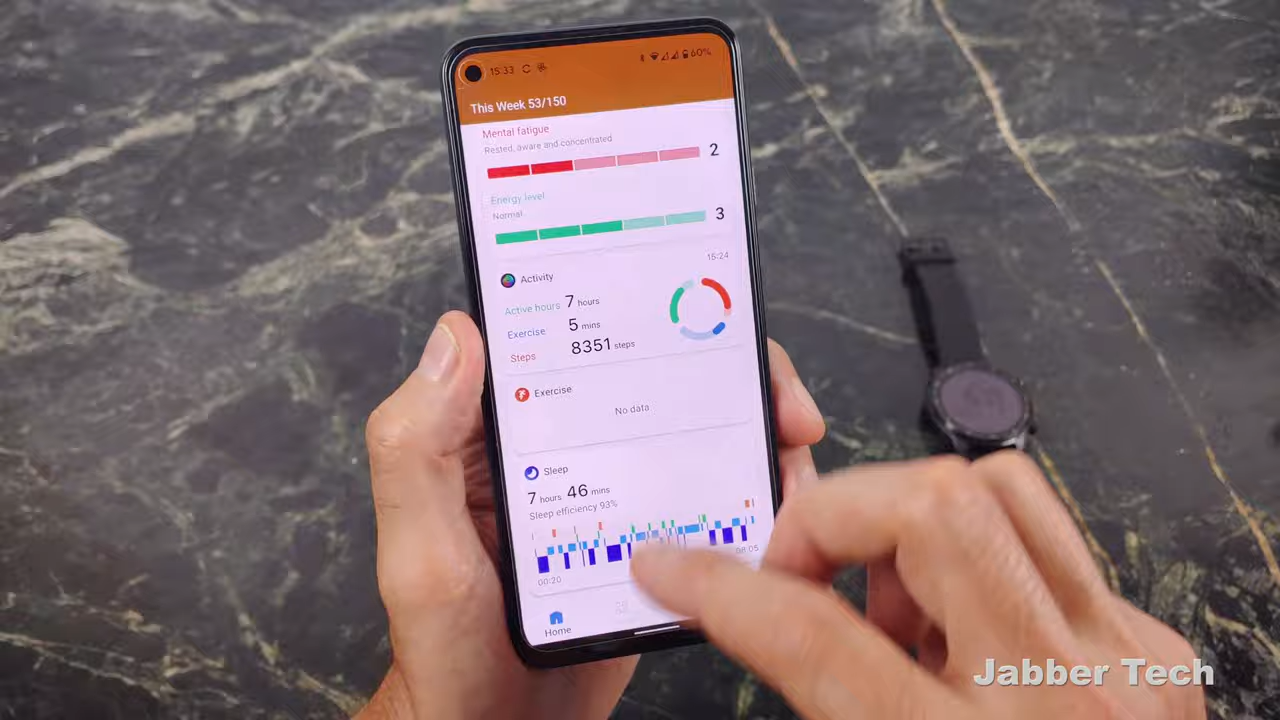 15:33
60%
This Week 53/150
Mental fatigue
Rested, aware and concentrated
2
Energy level
Normal
3
Activity
15:24
Active hours 7 hours
Exercise 5 mins
Steps 8351 steps
Exercise
No data
Sleep
7 hours 46 mins
Sleep efficiency 93%
00:20
08:05
Home
Jabber Tech